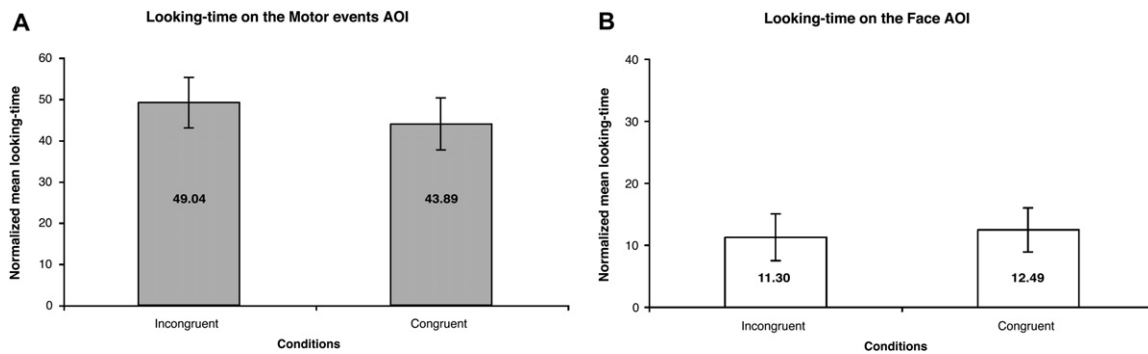 A
Looking-time on the Motor events AOI
Normalized mean looking-time
60
50
40
30
20
10
0
49.04
43.89
Incongruent
Congruent
Conditions
B
Looking-time on the Face AOI
Normalized mean looking-time
40
30
20
10
0
11.30
12.49
Incongruent
Congruent
Conditions